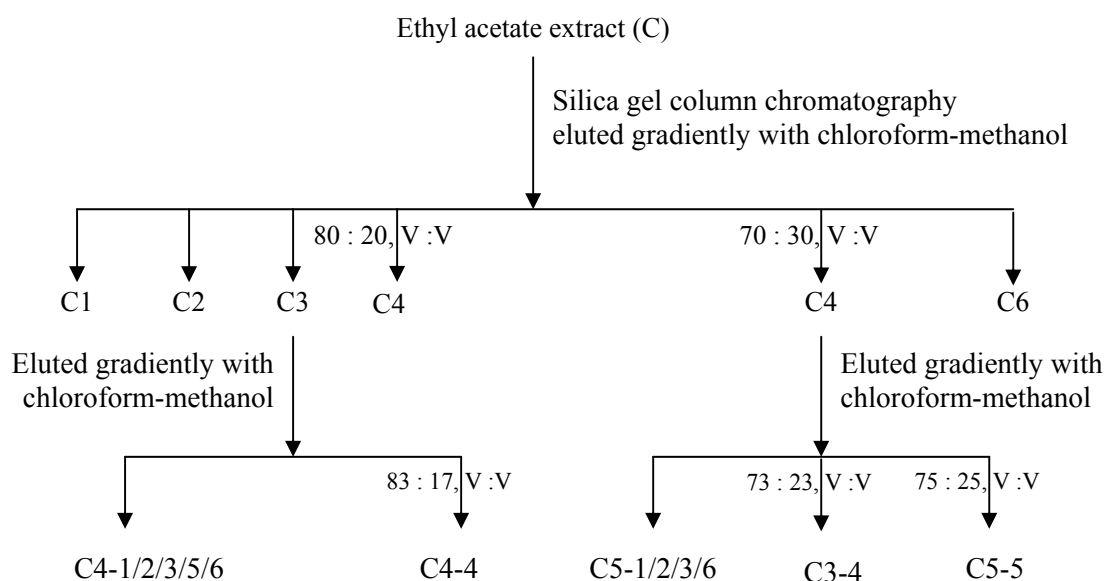 Ethyl acetate extract (C)
Silica gel column chromatography
eluted gradiently with chloroform-methanol
80 : 20, V :V
70 : 30, V :V
C1
C2
C3
C4
C4
C6
Eluted gradiently with
chloroform-methanol
Eluted gradiently with
chloroform-methanol
83 : 17, V :V
73 : 23, V :V
75 : 25, V :V
C4-1/2/3/5/6
C4-4
C5-1/2/3/6
C3-4
C5-5